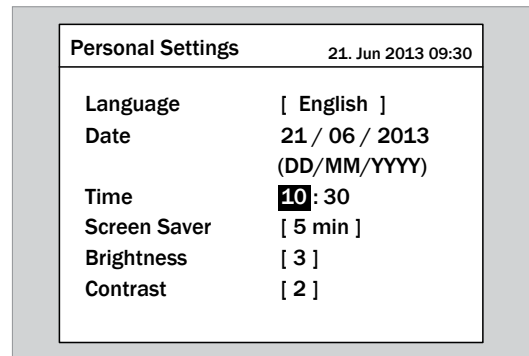 Personal Settings 21. Jun 2013 09:30
Language [ English ]
Date 21 / 06 / 2013
(DD/MM/YYYY)
Time 10 : 30
Screen Saver [ 5 min ]
Brightness [ 3 ]
Contrast [ 2 ]